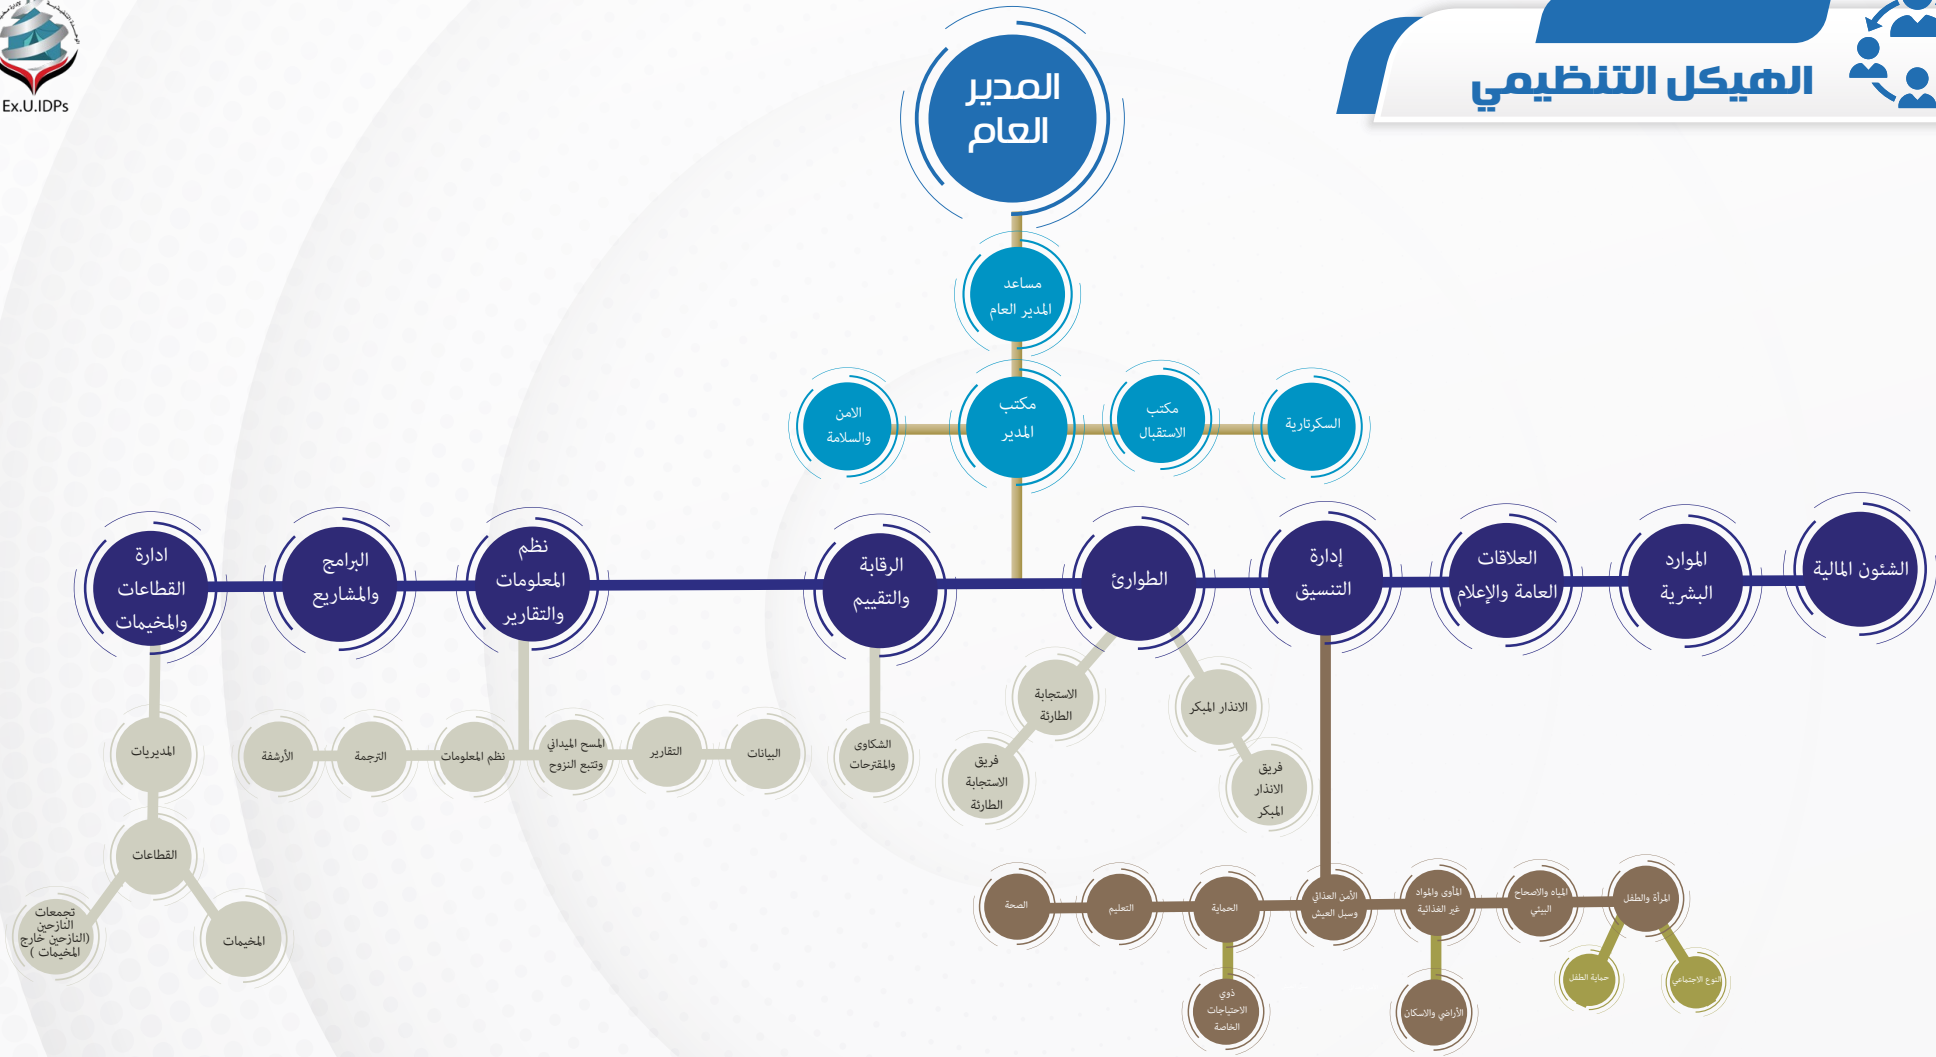 الهيكل التنظيمي
Ex.U.IDPs
المدير
العام
مساعد
المدير العام
السكرتارية
مكتب
الاستقبال
مكتب
المدير
الامن
والسلامة
الشئون المالية
الموارد
البشرية
العلاقات
العامة والإعلام
إدارة
التنسيق
الطوارئ
الرقابة
والتقييم
نظم
المعلومات
والتقارير
البرامج
والمشاريع
ادارة
القطاعات
والمخيمات
الانذار المبكر
فريق
الانذار
المبكر
الاستجابة
الطارئة
فريق
الاستجابة
الطارئة
الشكاوى
والمقترحات
البيانات
التقارير
المسح الميداني
وتتبع النزوح
نظم المعلومات
الترجمة
الأرشفة
المديريات
القطاعات
المخيمات
تجمعات
النازحين
(النازحين خارج
المخيمات )
المرأة والطفل
المياه والاصحاح
البيئي
المأوى والمواد
غير الغذائية
الأمن الغذائي
وسبل العيش
الحماية
التعليم
الصحة
النوع الاجتماعي
حماية الطفل
الأراضي والاسكان
ذوي
الاحتياجات
الخاصة